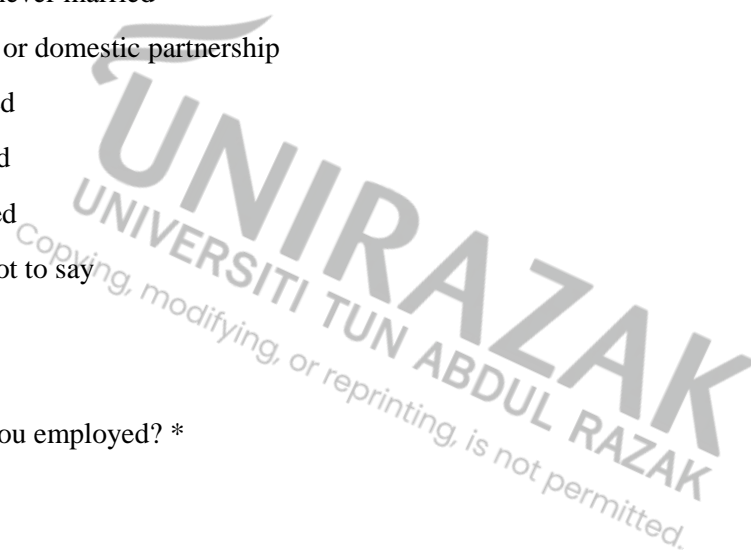 never married
or domestic partnership
d
d
ed
ot to say
ou employed? *
UNIRAZAK
UNIVERSITI TUN ABDUL RAZAK
Copying, modifying, or reprinting, is not permitted.